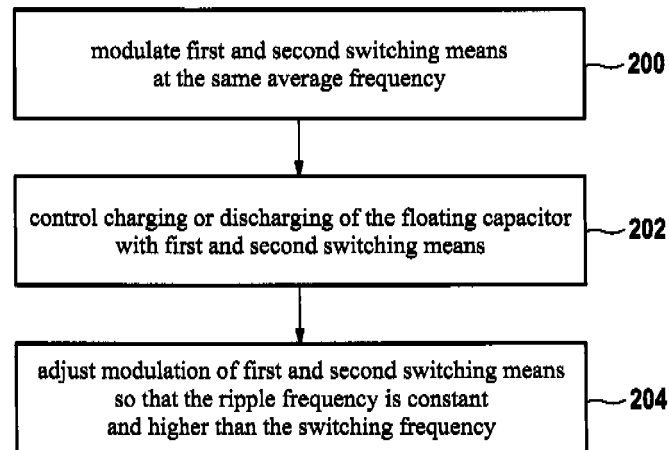 modulate first and second switching means
at the same average frequency
200
control charging or discharging of the floating capacitor
with first and second switching means
202
adjust modulation of first and second switching means
so that the ripple frequency is constant
and higher than the switching frequency
204